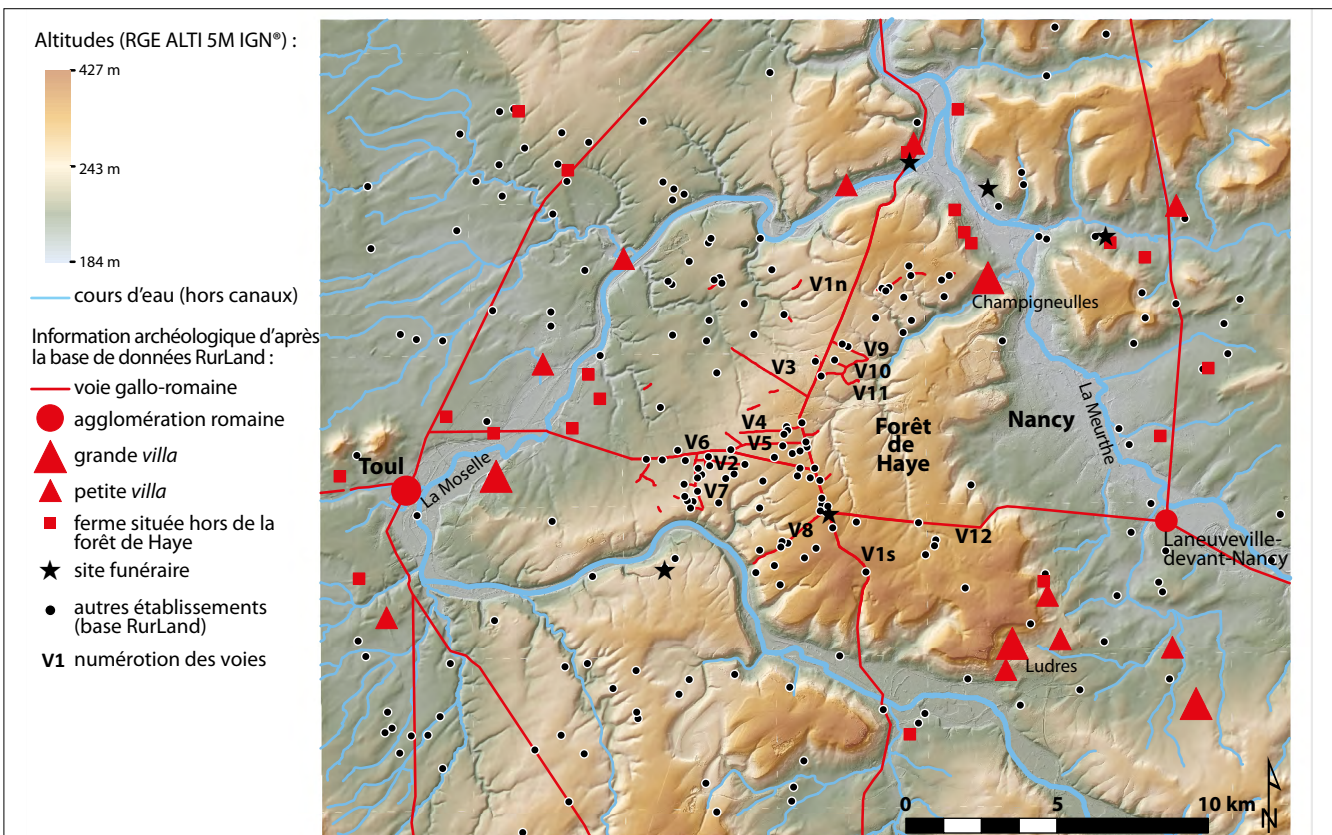 Altitudes (RGE ALTI 5M IGN®) :
427 m
243 m
184 m
cours d'eau (hors canaux)
Information archéologique d'après
la base de données RurLand :
voie gallo-romaine
agglomération romaine
grande villa
petite villa
ferme située hors de la
forêt de Haye
site funéraire
autres établissements
(base RurLand)
V1 numérotion des voies
V1n
Champigneulles
V9
V3
V10
V11
La Meurthe
Nancy
Forêt
de
Haye
V4
V5
V6
V2
Toul
La Moselle
V7
V8
V12
Laneuveville-
devant-Nancy
V1s
Ludres
0 5 10 km
N